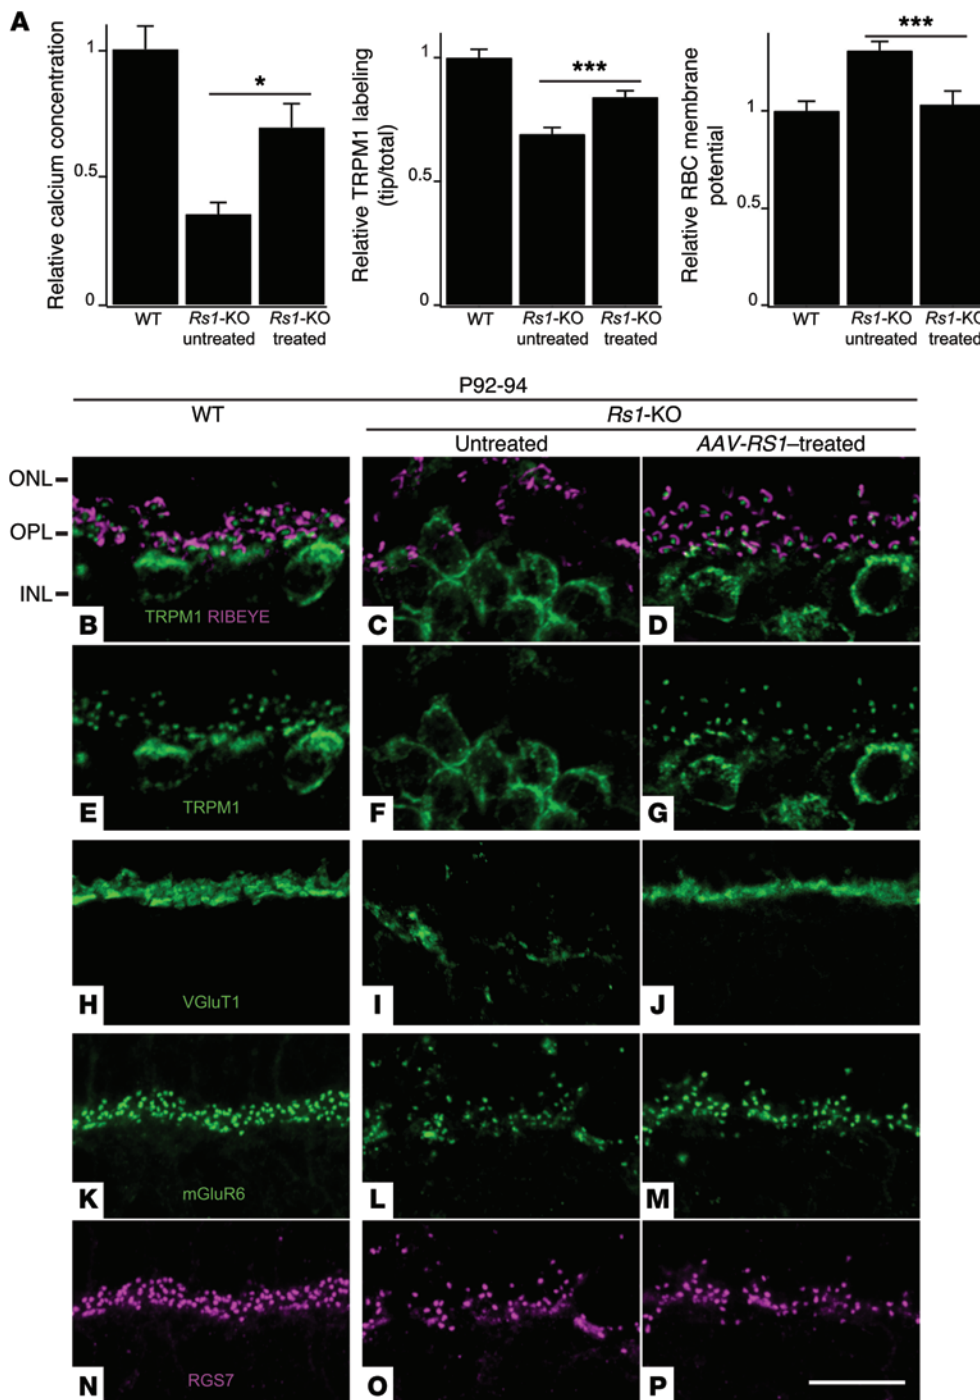 A
Relative calcium concentration
1
0.5
0
*
WT
Rs1-KO
untreated
Rs1-KO
treated
Relative TRPM1 labeling
(tip/total)
1
0.5
0
***
WT
Rs1-KO
untreated
Rs1-KO
treated
Relative RBC membrane
potential
1
0.5
0
***
WT
Rs1-KO
untreated
Rs1-KO
treated
P92-94
WT
Rs1-KO
Untreated
AAV-RS1–treated
ONL
OPL
INL
B
TRPM1 RIBEYE
C
D
E
TRPM1
F
G
H
VGluT1
I
J
K
mGluR6
L
M
N
RGS7
O
P